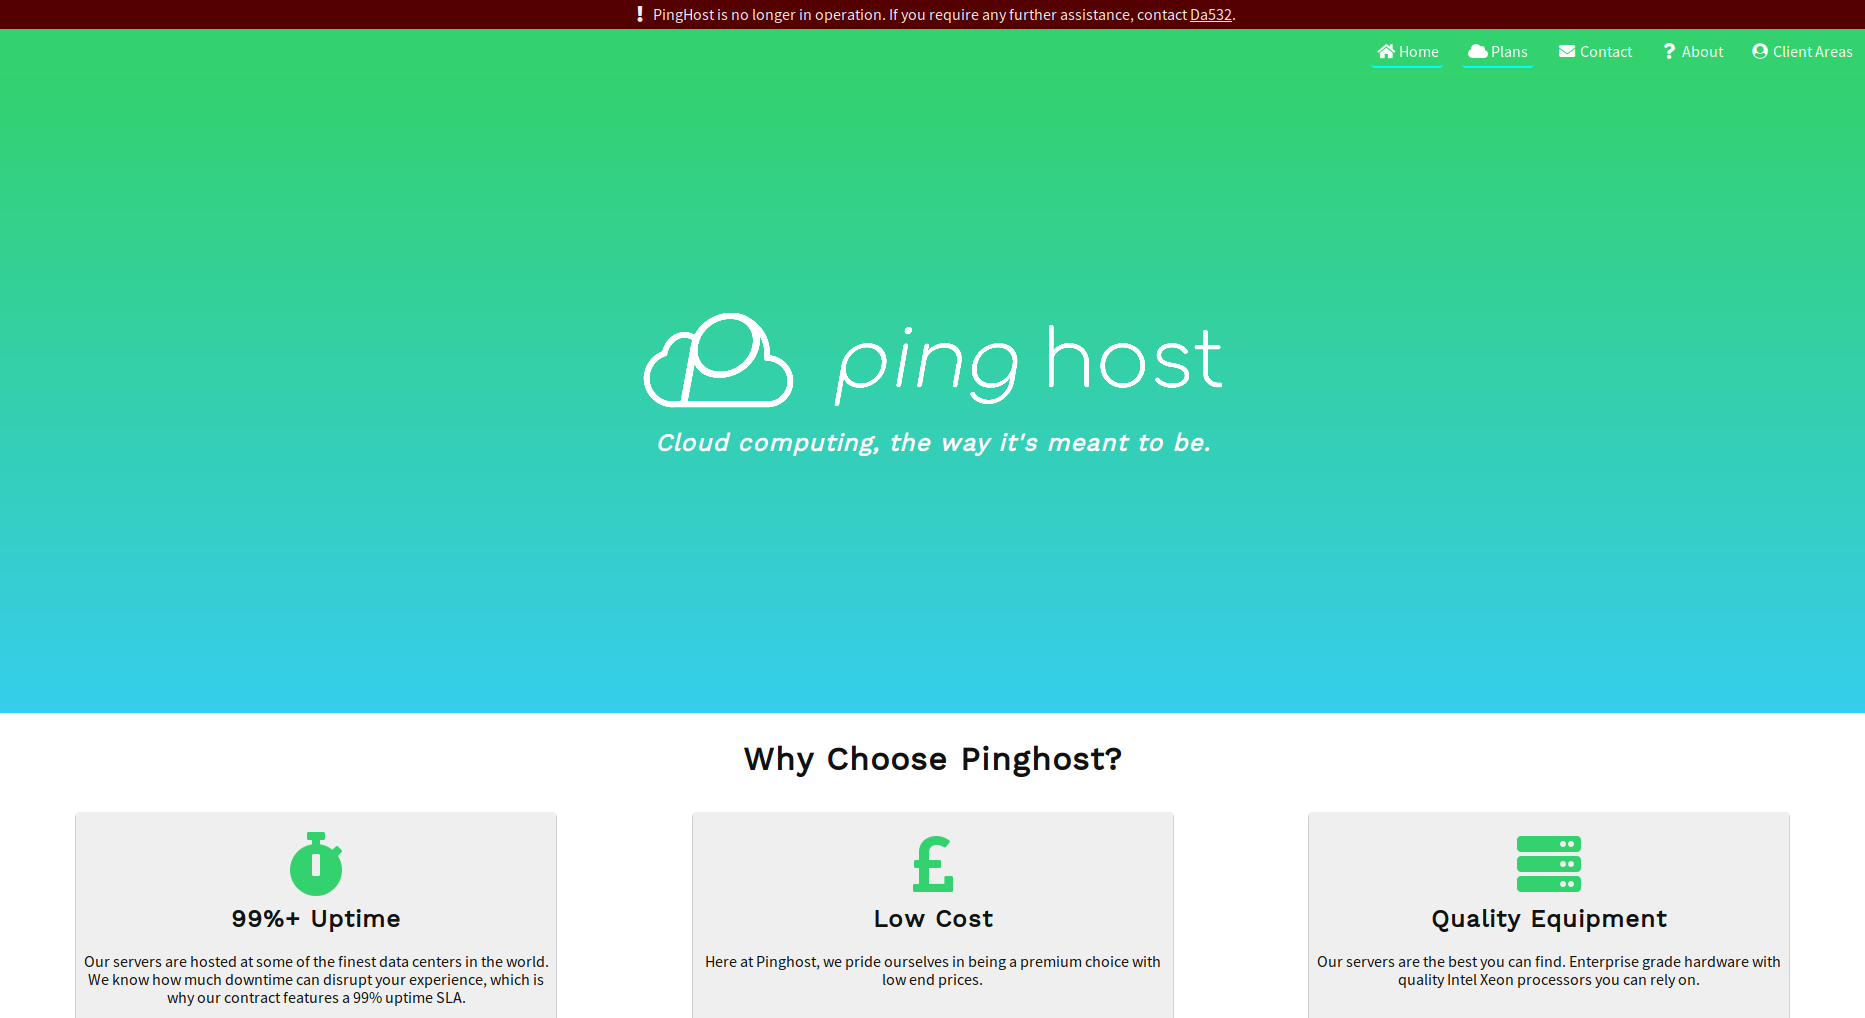 PingHost is no longer in operation. If you require any further assistance, contact Da532.
Home Plans Contact About Client Areas
ping host
Cloud computing, the way it's meant to be.
Why Choose Pinghost?
99%+ Uptime
Our servers are hosted at some of the finest data centers in the world.
We know how much downtime can disrupt your experience, which is
why our contract features a 99% uptime SLA.
Low Cost
Here at Pinghost, we pride ourselves in being a premium choice with
low end prices.
Quality Equipment
Our servers are the best you can find. Enterprise grade hardware with
quality Intel Xeon processors you can rely on.